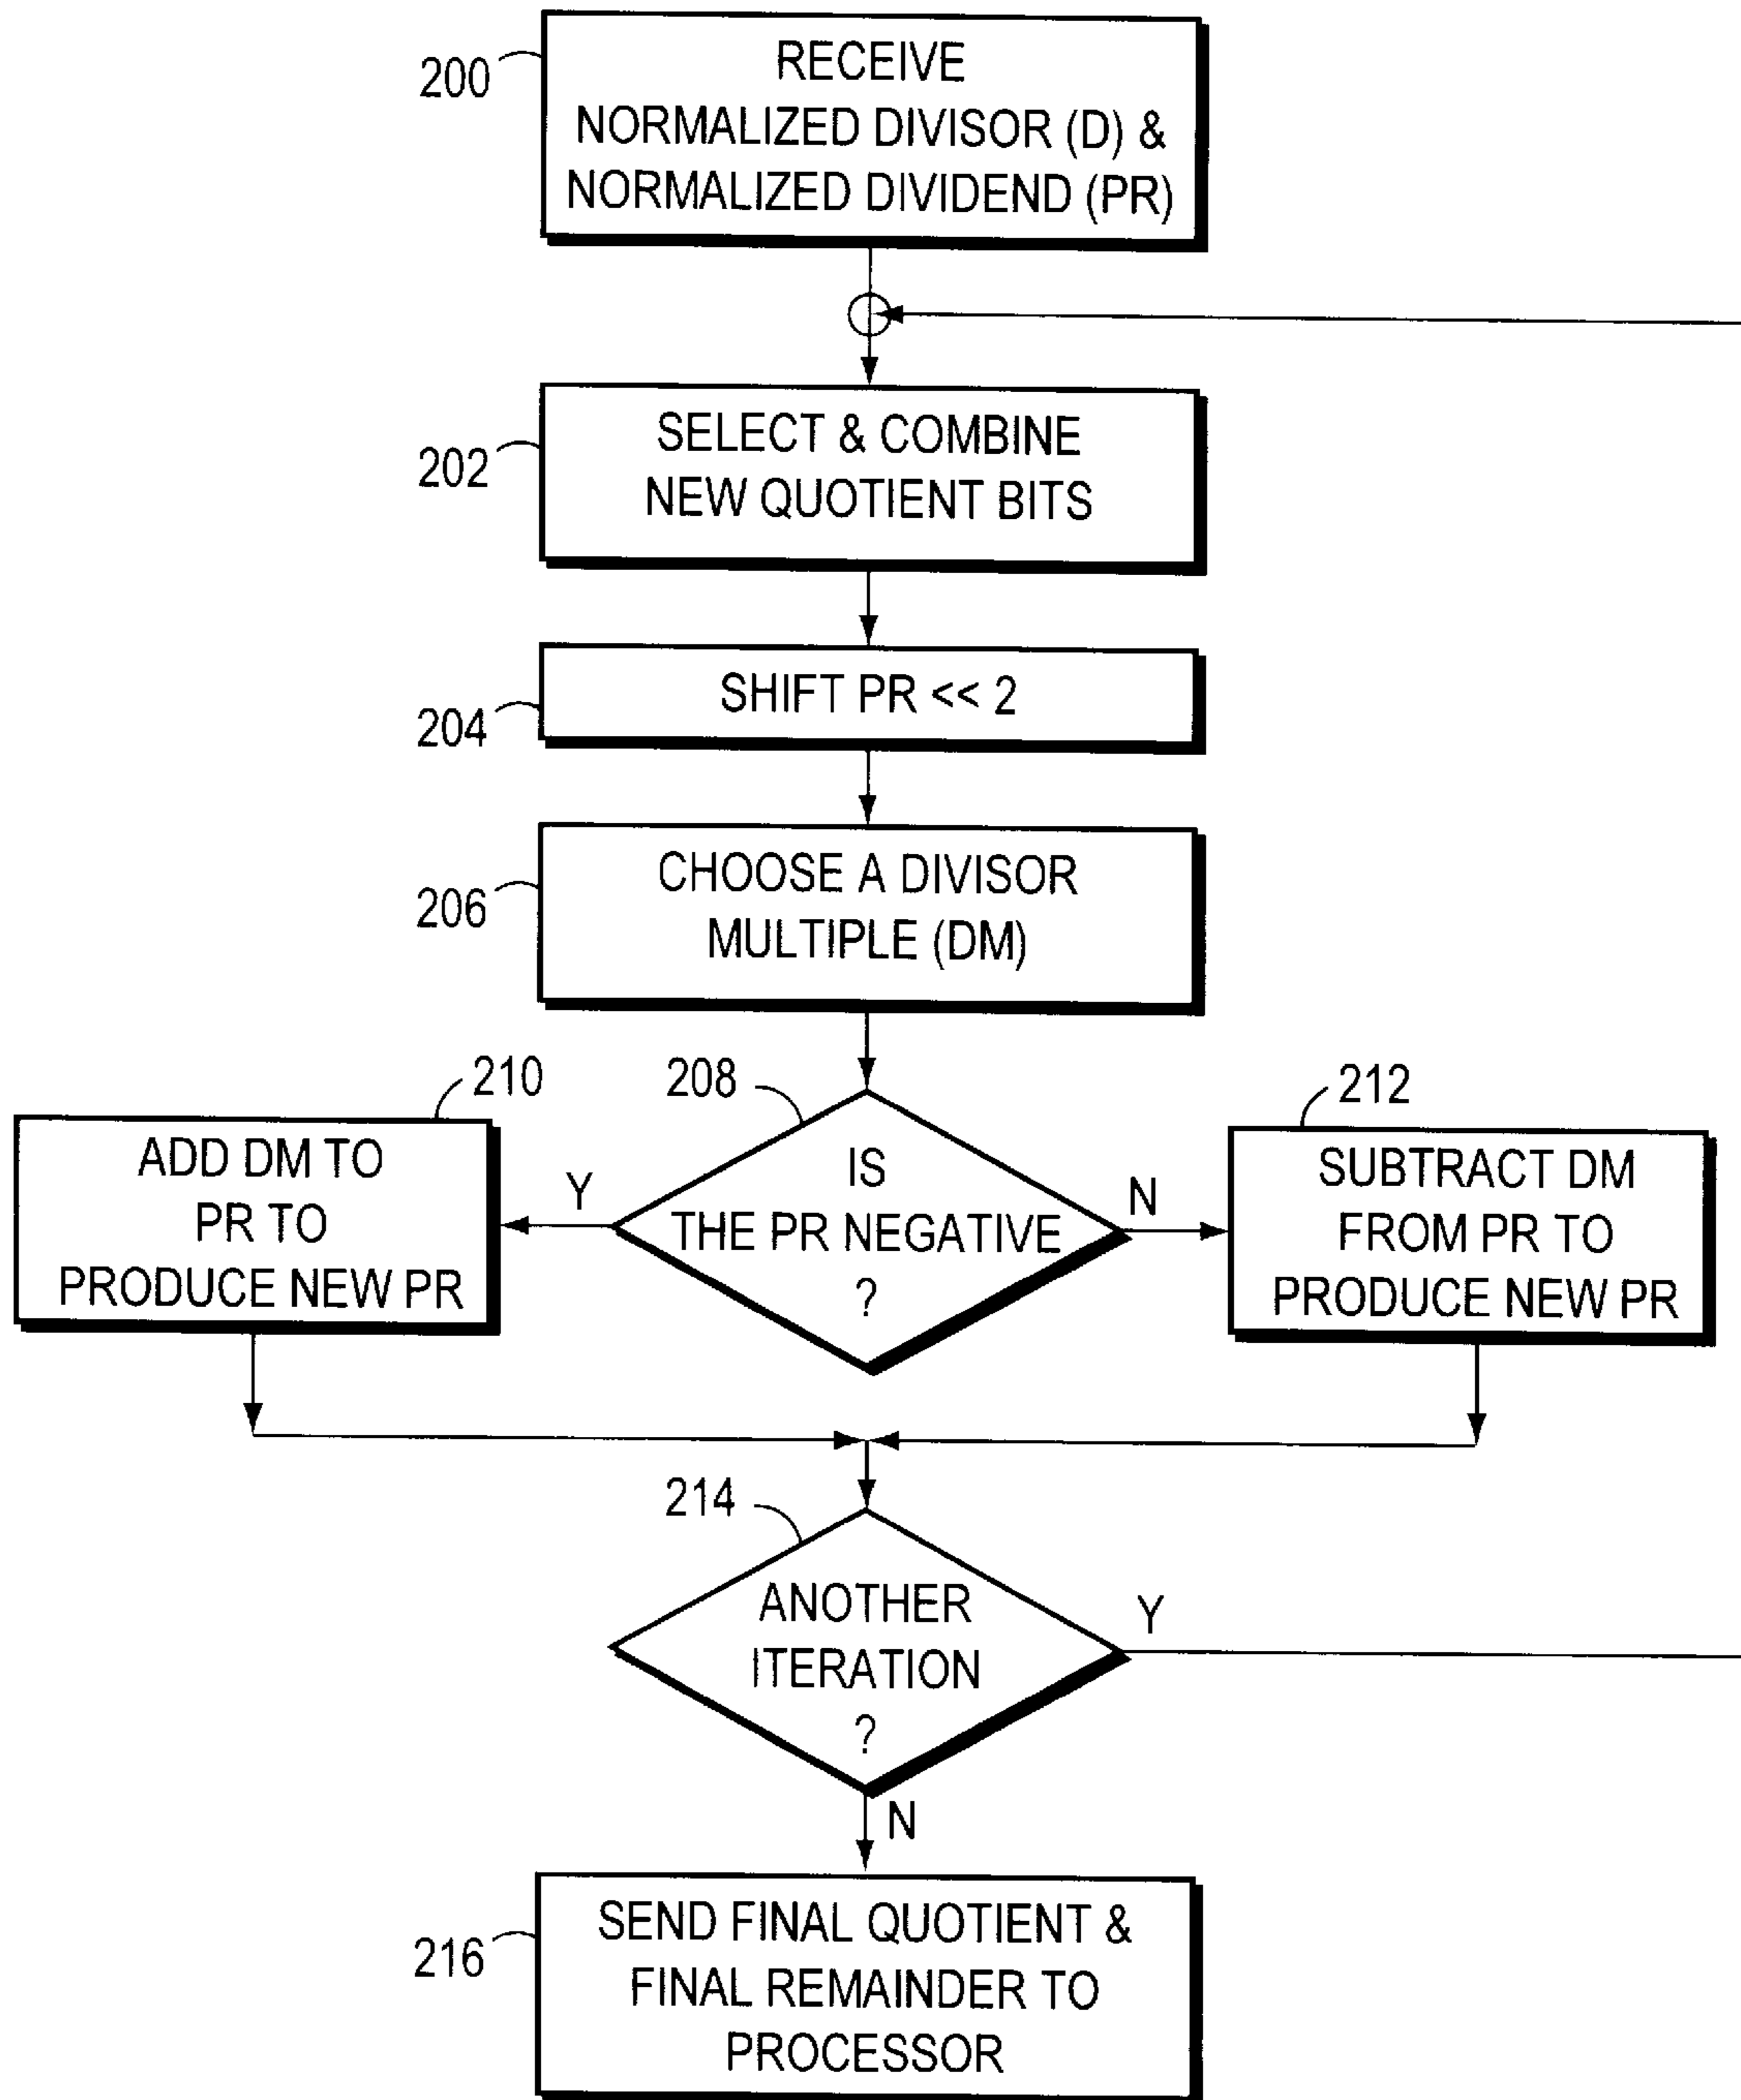 200
RECEIVE
NORMALIZED DIVISOR (D) &
NORMALIZED DIVIDEND (PR)
202
SELECT & COMBINE
NEW QUOTIENT BITS
204
SHIFT PR << 2
206
CHOOSE A DIVISOR
MULTIPLE (DM)
210
208
212
ADD DM TO
PR TO
PRODUCE NEW PR
Y
IS
THE PR NEGATIVE
?
N
SUBTRACT DM
FROM PR TO
PRODUCE NEW PR
214
ANOTHER
ITERATION
?
Y
N
216
SEND FINAL QUOTIENT &
FINAL REMAINDER TO
PROCESSOR